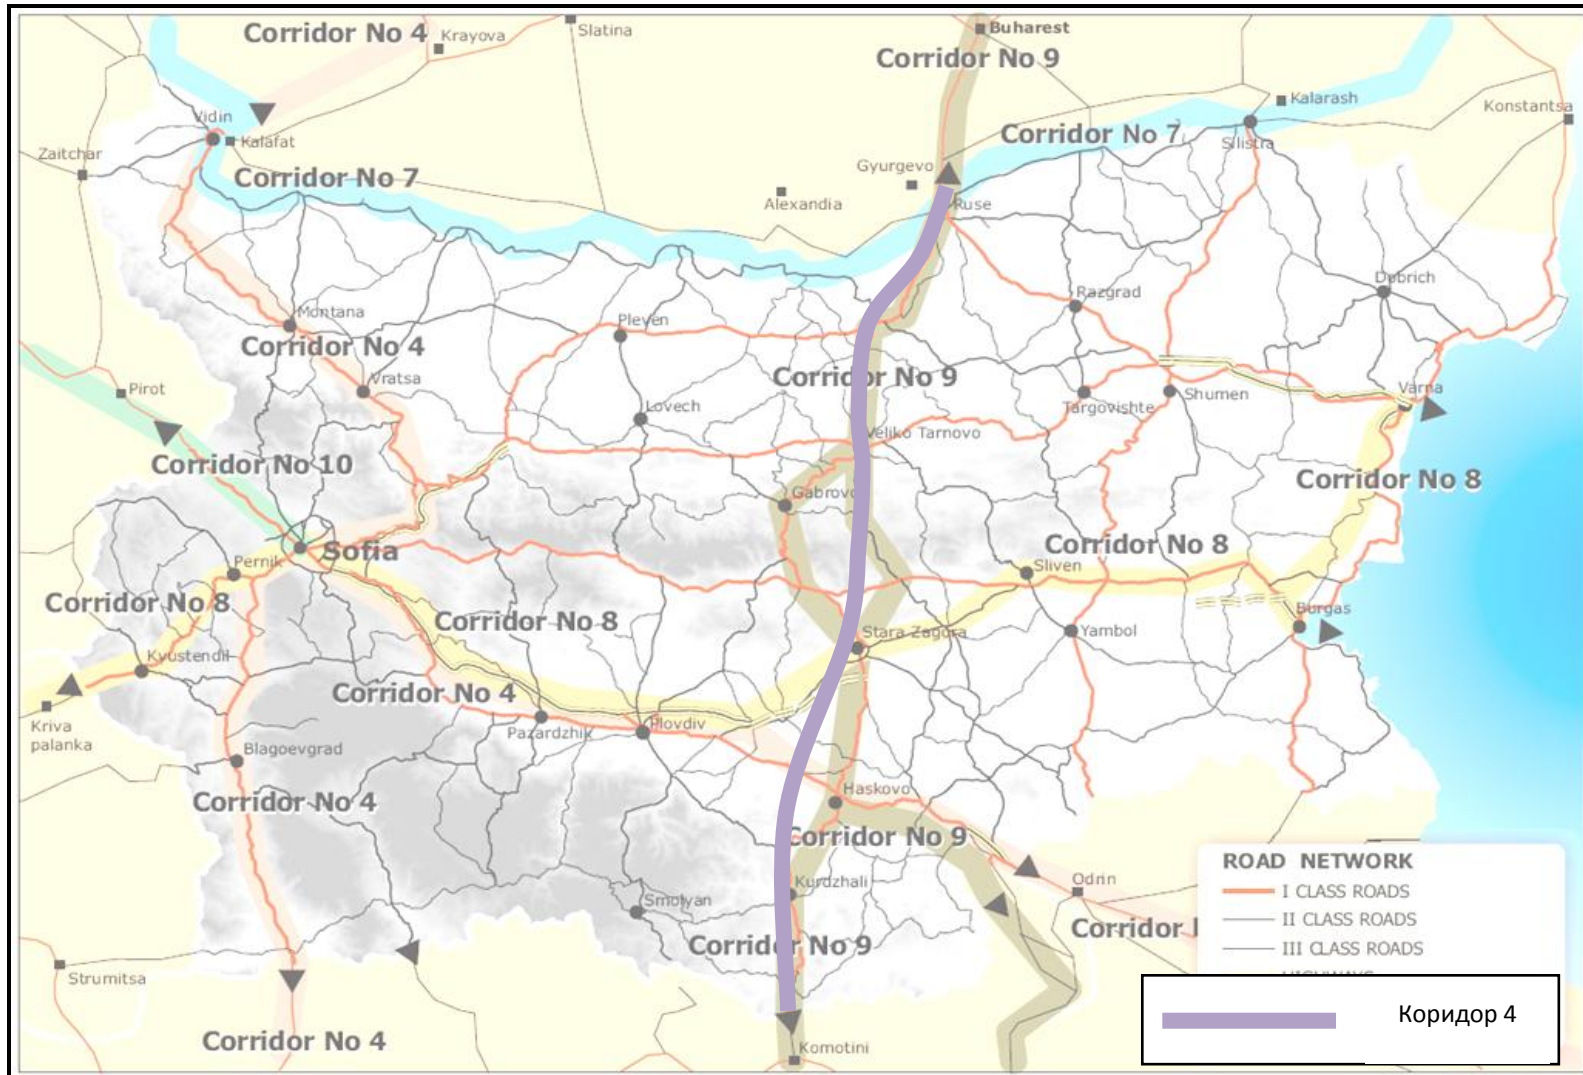 Corridor No 4
Krayova
Slatina
Buharest
Corridor No 9
Vidin
Kalafat
Zaitchar
Corridor No 7
Gyurgevo
Alexandia
Corridor No 7
Kalarash
Konstantsa
Silistra
Ruse
Montana
Corridor No 4
Pleven
Razgrad
Dobrich
Pirot
Vratsa
Lovech
Corridor No 9
Targovishte
Shumen
Varna
Veliko Tarnovo
Corridor No 10
Gabrovo
Corridor No 8
Sofia
Pernik
Corridor No 8
Sliven
Corridor No 8
Corridor No 8
Burgas
Stara Zagora
Yambol
Kyustendil
Corridor No 4
Kriva
palanka
Pazardzhik
Plovdiv
Blagoevgrad
Corridor No 4
Haskovo
Corridor No 9
Kurdzhali
Odrin
Smolyan
Corridor No 9
Corridor
Strumitsa
Corridor No 4
Komotini
ROAD NETWORK
I CLASS ROADS
II CLASS ROADS
III CLASS ROADS
Коридор 4